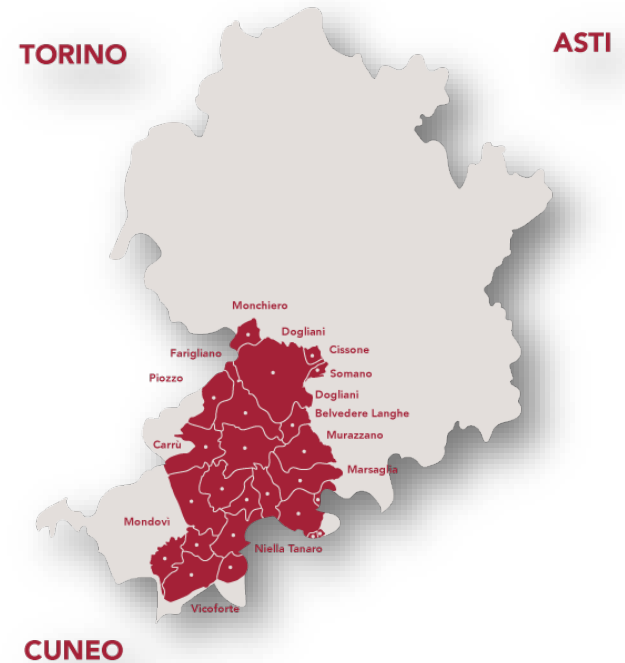 TORINO
ASTI
Monchiero
Dogliani
Cissone
Farigliano
Somano
Piozzo
Dogliani
Belvedere Langhe
Murazzano
Carrù
Marsaglia
Mondovì
Niella Tanaro
Vicoforte
CUNEO